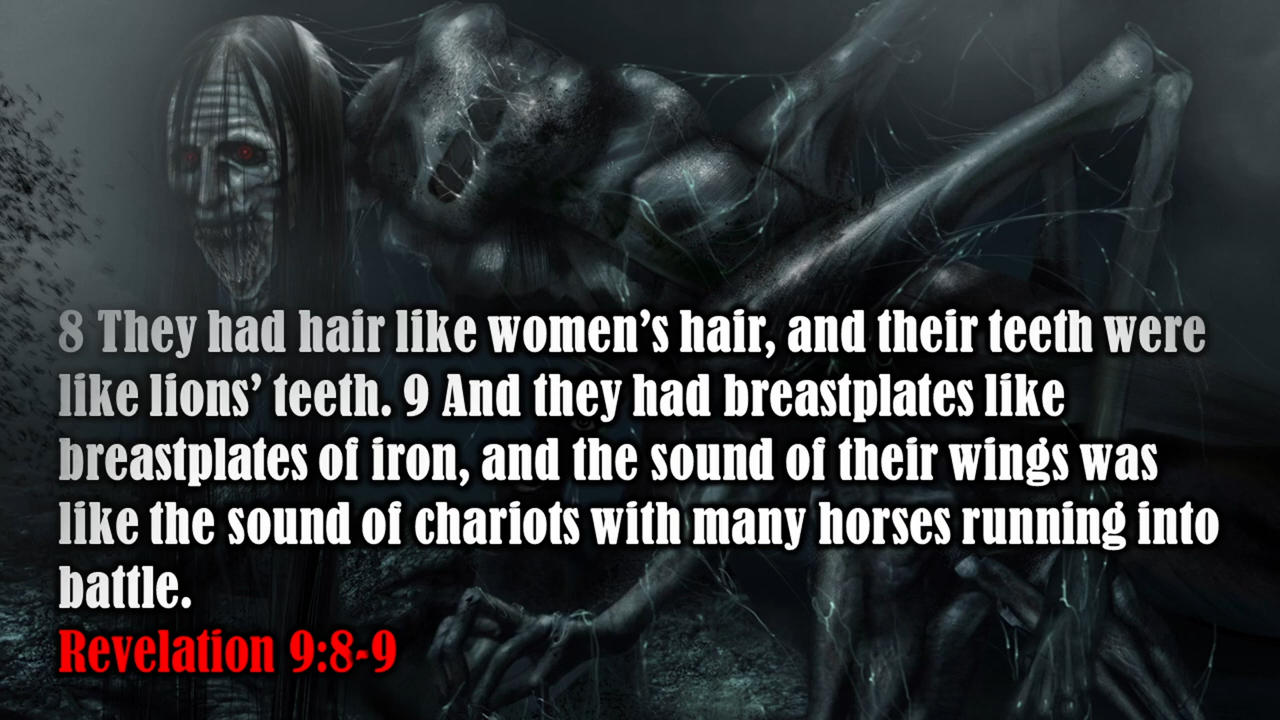 8 They had hair like women’s hair, and their teeth were
like lions’ teeth. 9 And they had breastplates like
breastplates of iron, and the sound of their wings was
like the sound of chariots with many horses running into
battle.
Revelation 9:8-9